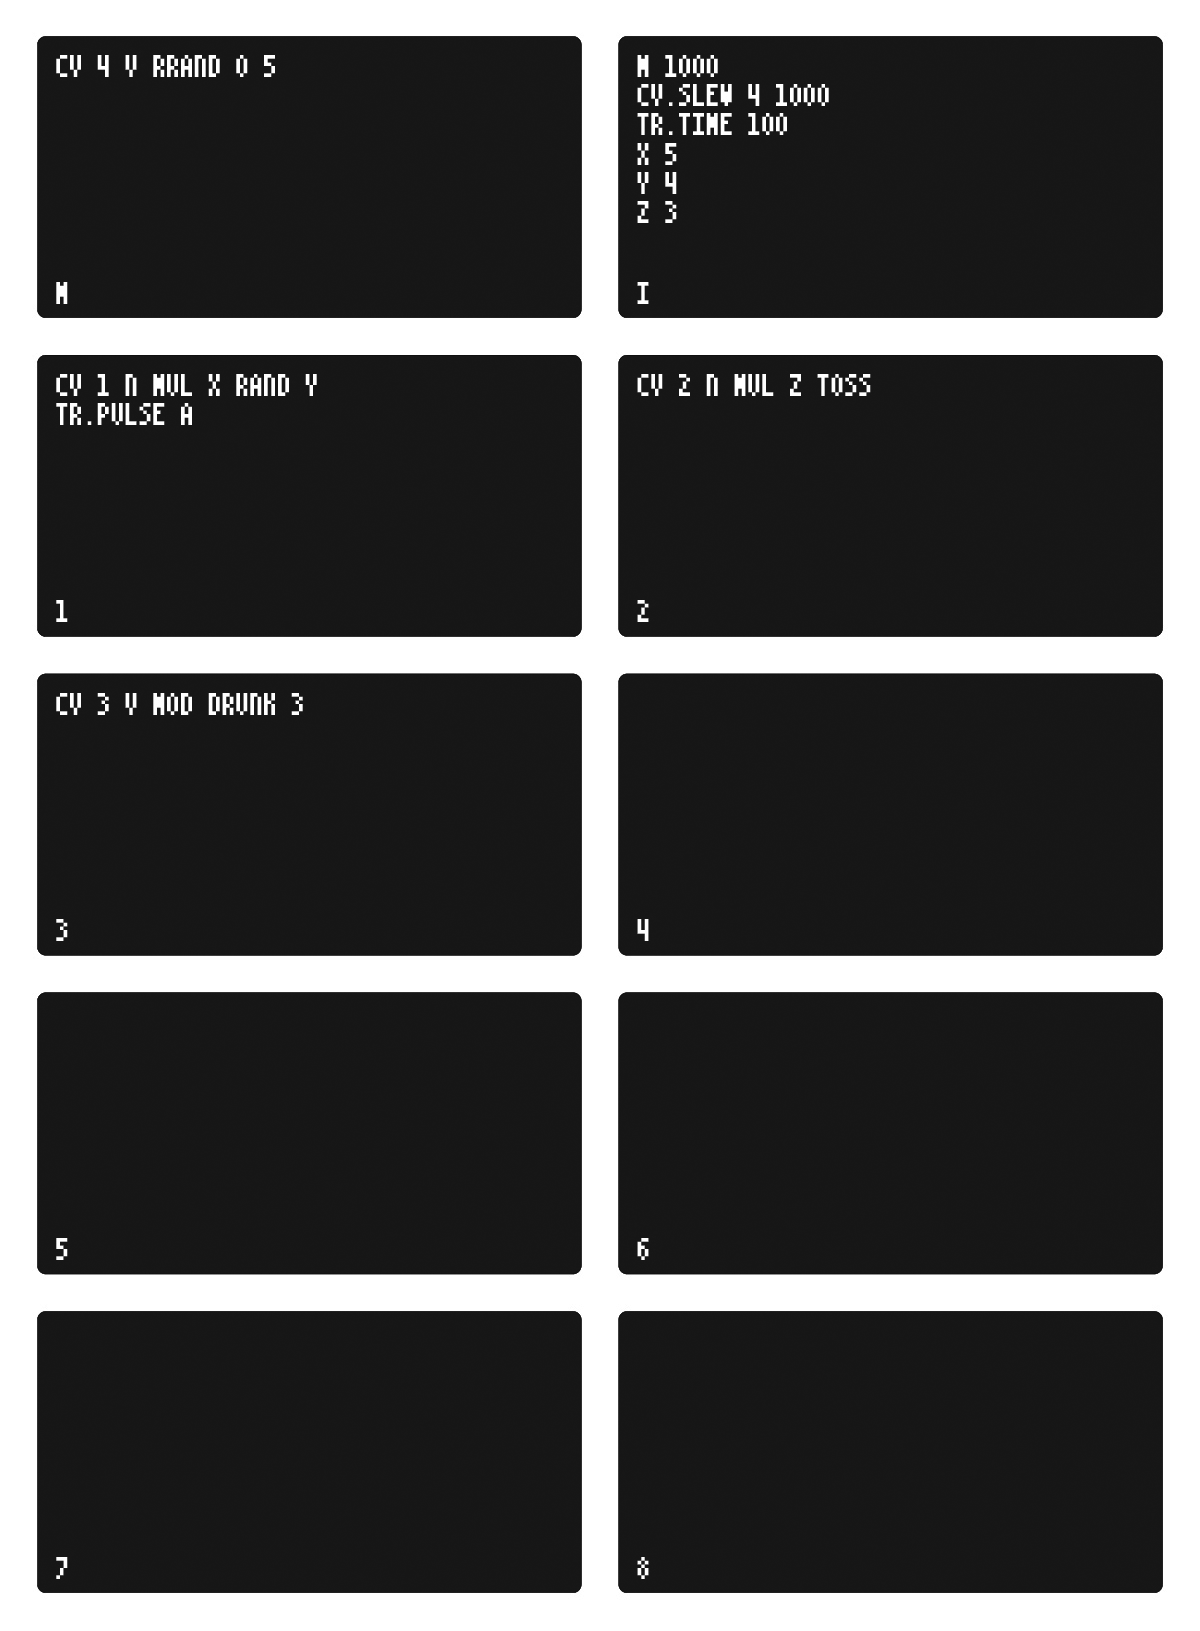 CV 4 V RRAND 0 5
M
M 1000
CV.SLEW 4 1000
TR.TIME 100
X 5
Y 4
Z 3
I
CV 1 N MUL X RAND Y
TR.PULSE A
1
CV 2 N MUL Z TOSS
2
CV 3 V MOD DRUNK 3
3
4
5
6
7
8